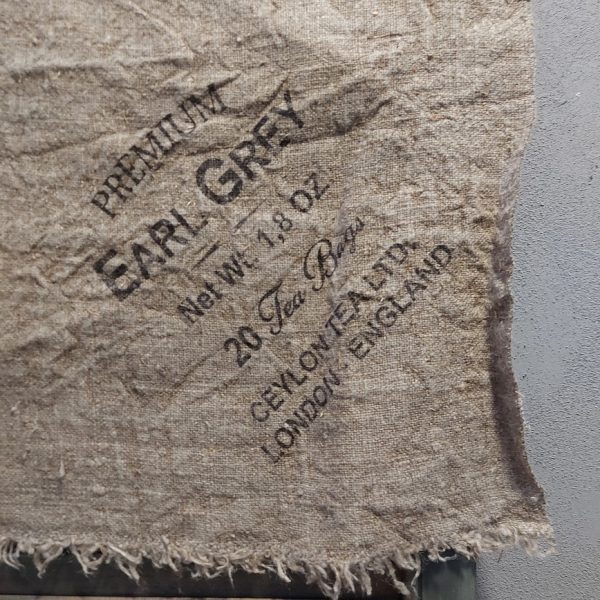 PREMIUM
EARL GREY
Net Wt. 1,8 OZ
20 Tea Bags
CEYLON TEA LTD.
LONDON - ENGLAND